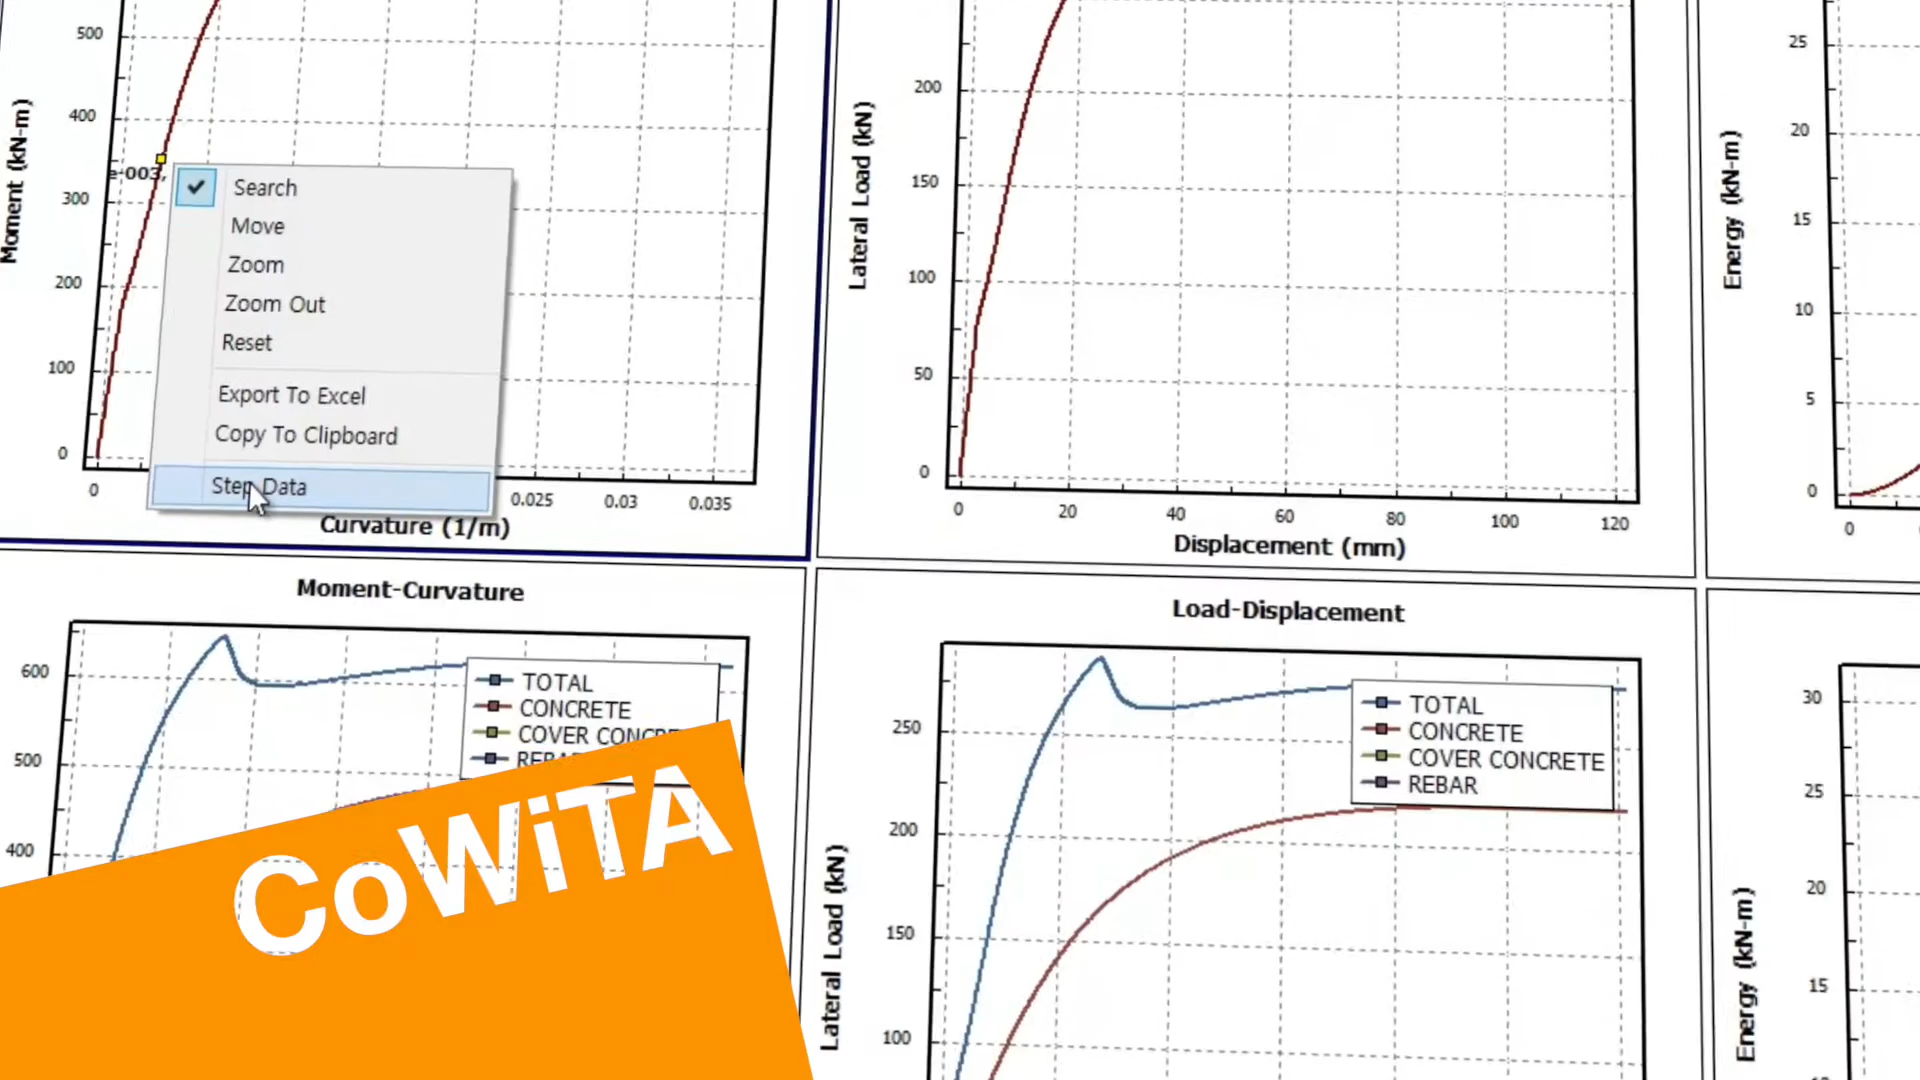 500
400
300
200
100
0
Moment (kN-m)
e-003,
Search
Move
Zoom
Zoom Out
Reset
Export To Excel
Copy To Clipboard
Step Data
0
0.025
0.03
0.035
Curvature (1/m)
200
150
100
50
0
Lateral Load (kN)
0
20
40
60
80
100
120
Displacement (mm)
25
20
15
10
5
0
Energy (kN-m)
0
Moment-Curvature
600
500
400
TOTAL
CONCRETE
COVER CONCRE
REBAR
CoWiTA
Load-Displacement
250
200
150
100
Lateral Load (kN)
TOTAL
CONCRETE
COVER CONCRETE
REBAR
30
25
20
15
Energy (kN-m)